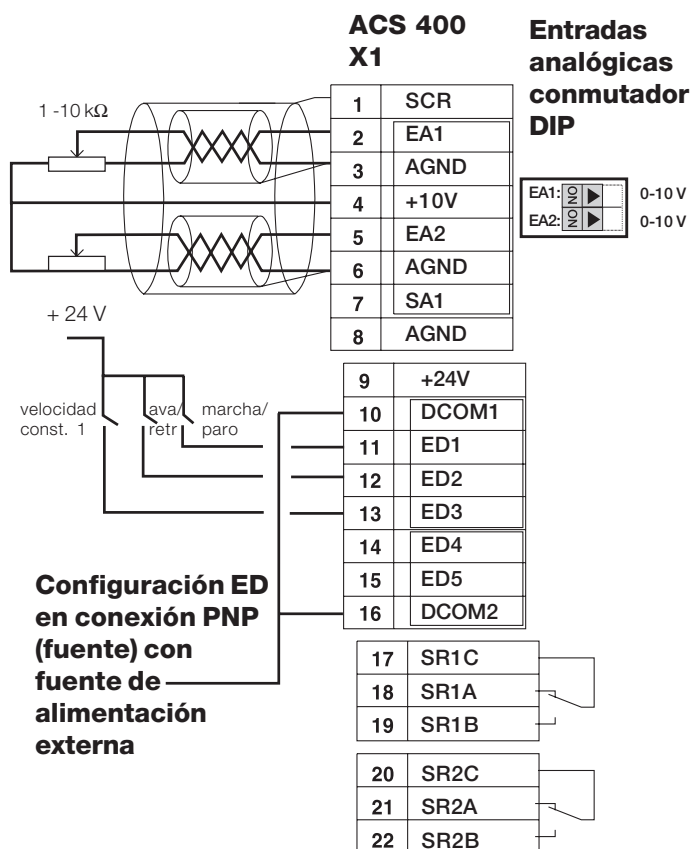 ACS 400
X1
Entradas
analógicas
conmutador
DIP
1 -10 kΩ
1 SCR
2 EA1
3 AGND
4 +10V
5 EA2
6 AGND
7 SA1
8 AGND
EA1: ON 0-10 V
EA2: ON 0-10 V
+ 24 V
velocidad
const. 1
ava/
retr
marcha/
paro
9 +24V
10 DCOM1
11 ED1
12 ED2
13 ED3
14 ED4
15 ED5
16 DCOM2
Configuración ED
en conexión PNP
(fuente) con
fuente de
alimentación
externa
17 SR1C
18 SR1A
19 SR1B
20 SR2C
21 SR2A
22 SR2B